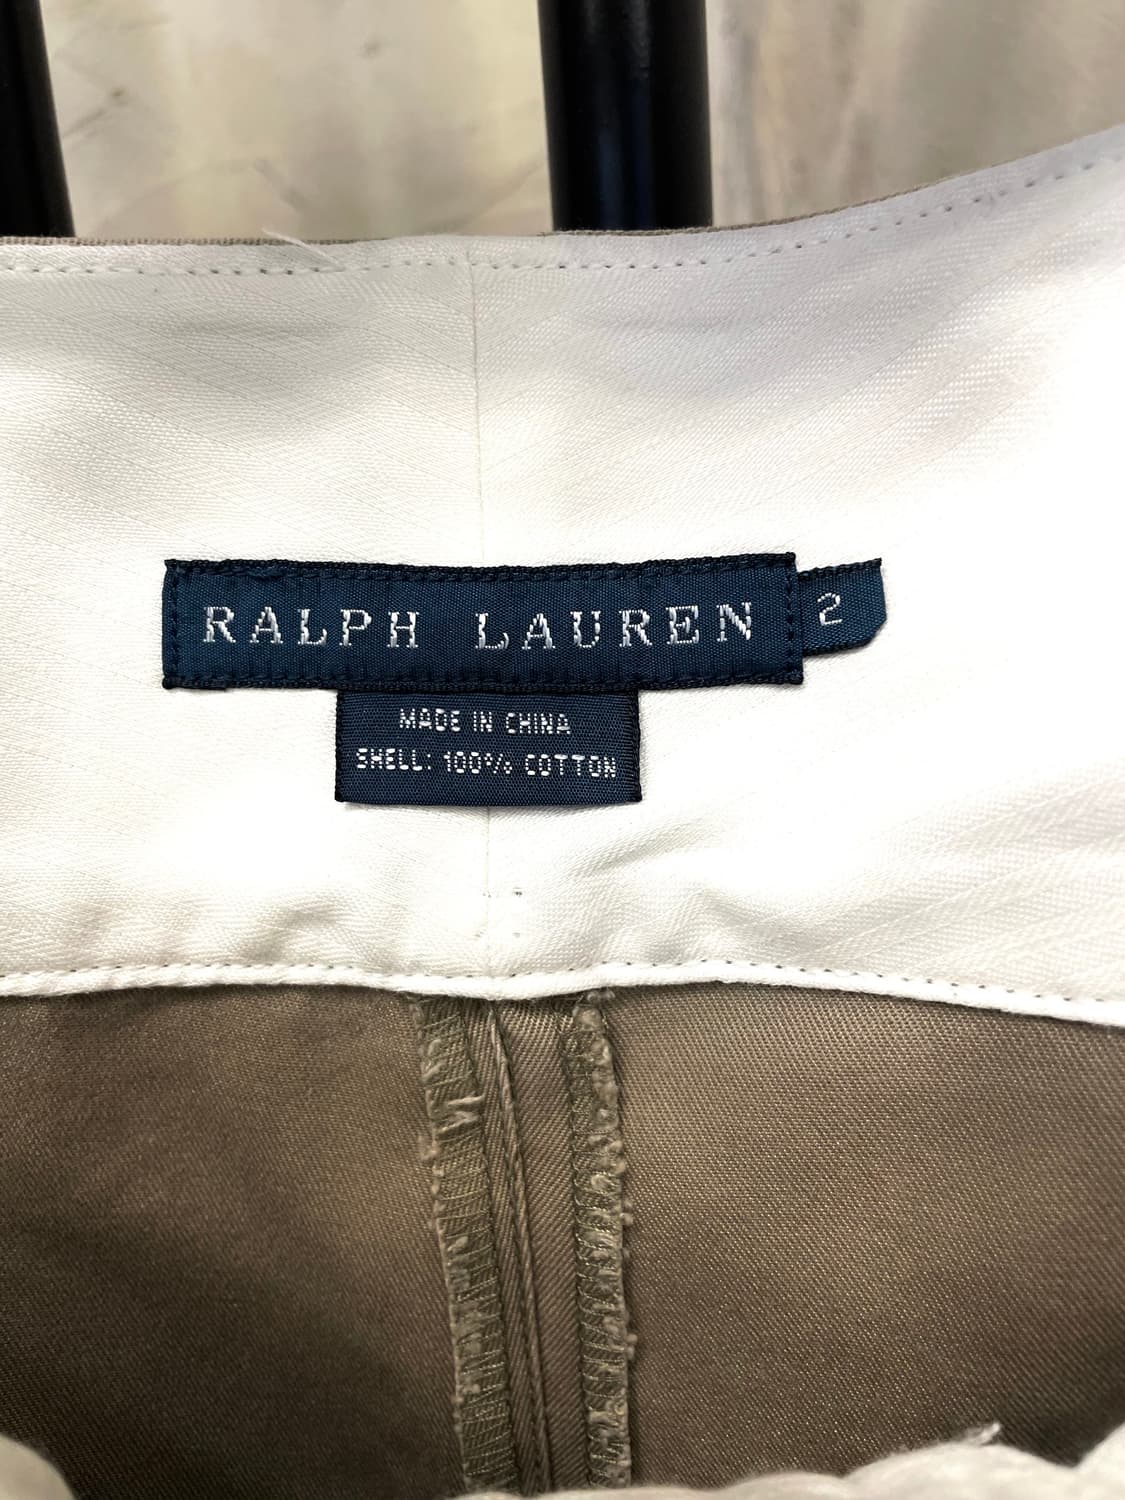 RALPH LAUREN 2
MADE IN CHINA
SHELL: 100% COTTON